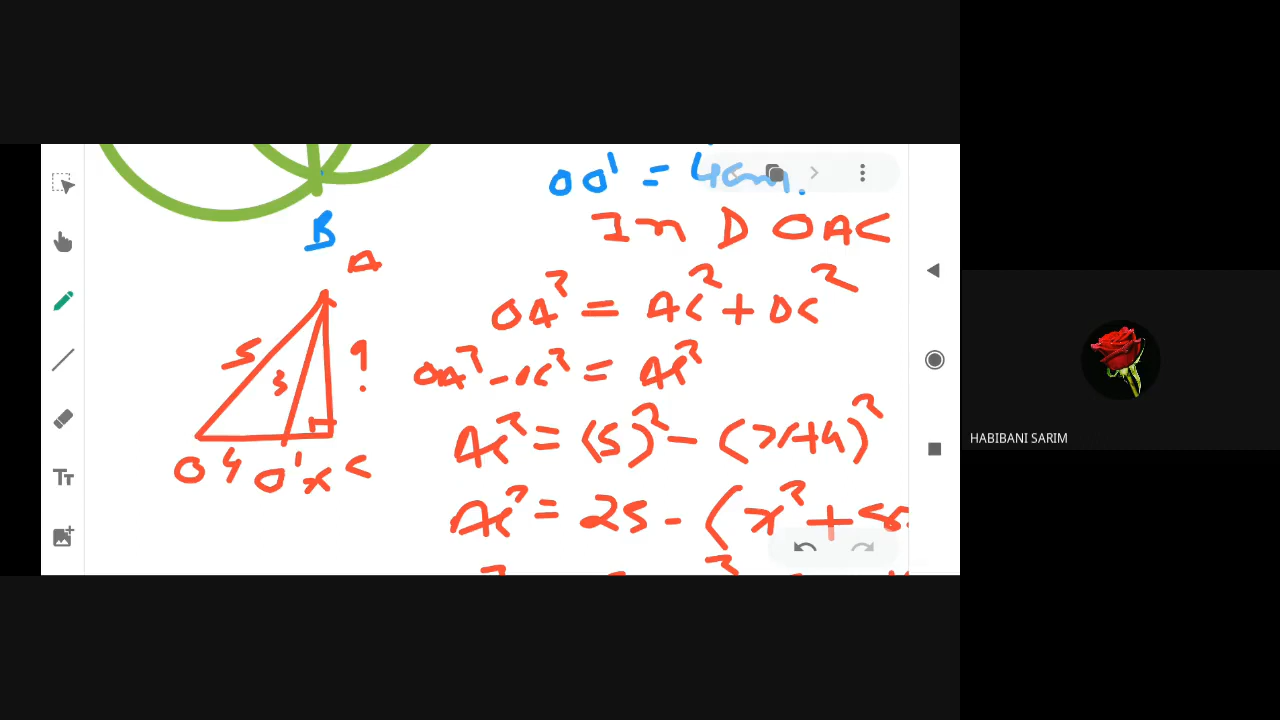 OO' = 4cm.
B
In D OAC
A
OA² = AC² + OC²
5
3
?
OA² - OC² = AC²
AC² = (5)² - (x+4)²
O 4 O' x C
AC² = 25 - (x² +
Tт
HABIBANI SARIM